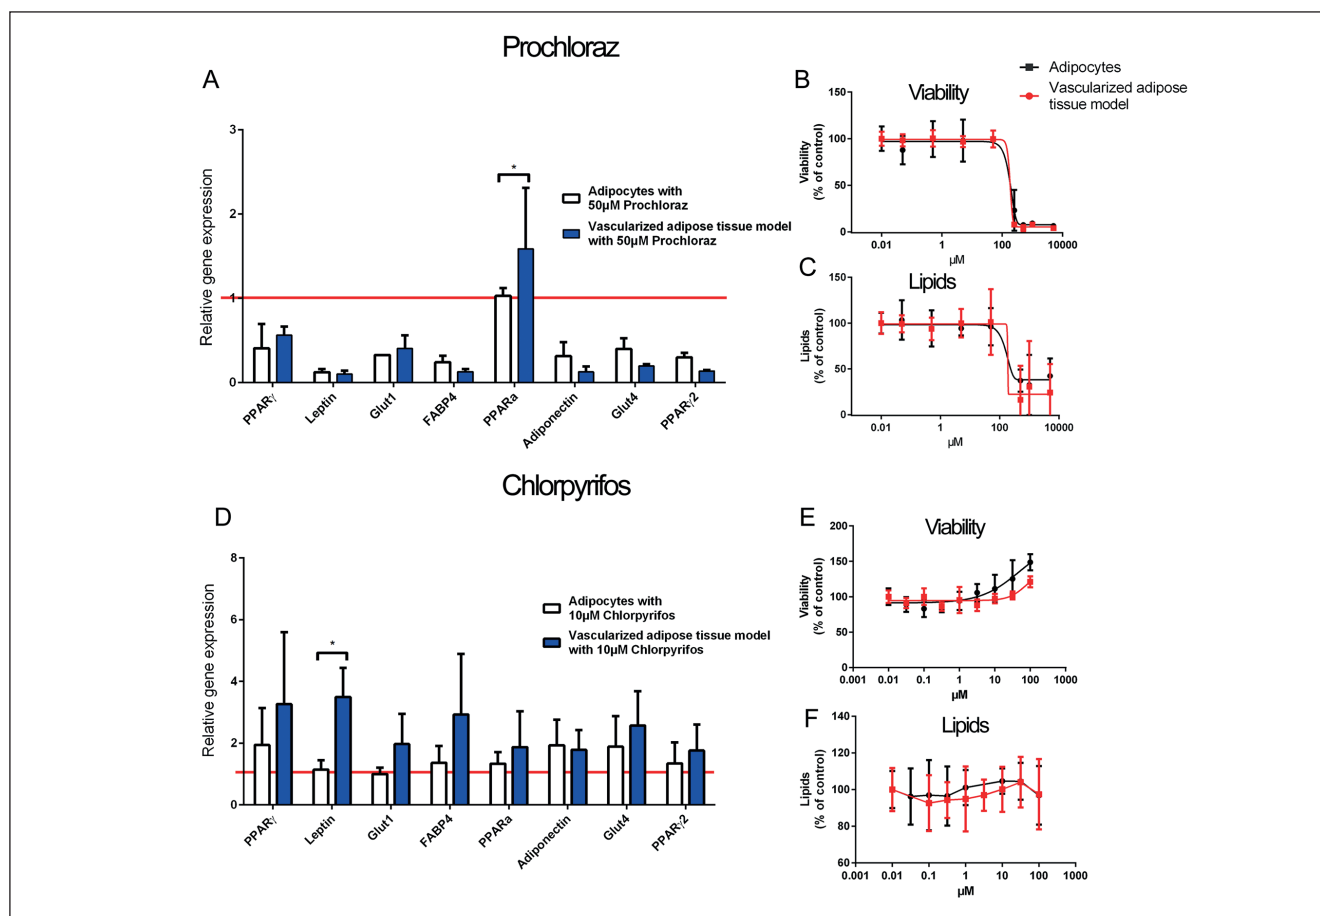 Prochloraz
A
Relative gene expression
3
2
1
0
*
Adipocytes with
50µM Prochloraz
Vascularized adipose tissue model
with 50µM Prochloraz
PPARγ
Leptin
Glut1
FABP4
PPARa
Adiponectin
Glut4
PPARγ2
Adipocytes
Vascularized adipose
tissue model
B
Viability
Viability
(% of control)
150
100
50
0
0.01
1
100
10000
µM
C
Lipids
Lipids
(% of control)
150
100
50
0
0.01
1
100
10000
µM
Chlorpyrifos
D
Relative gene expression
8
6
4
2
0
*
Adipocytes with
10µM Chlorpyrifos
Vascularized adipose tissue model
with 10µM Chlorpyrifos
PPARγ
Leptin
Glut1
FABP4
PPARa
Adiponectin
Glut4
PPARγ2
E
Viability
Viability
(% of control)
200
150
100
50
0
0.001
0.01
0.1
1
10
100
1000
µM
F
Lipids
Lipids
(% of control)
140
120
100
80
60
0.001
0.01
0.1
1
10
100
1000
µM